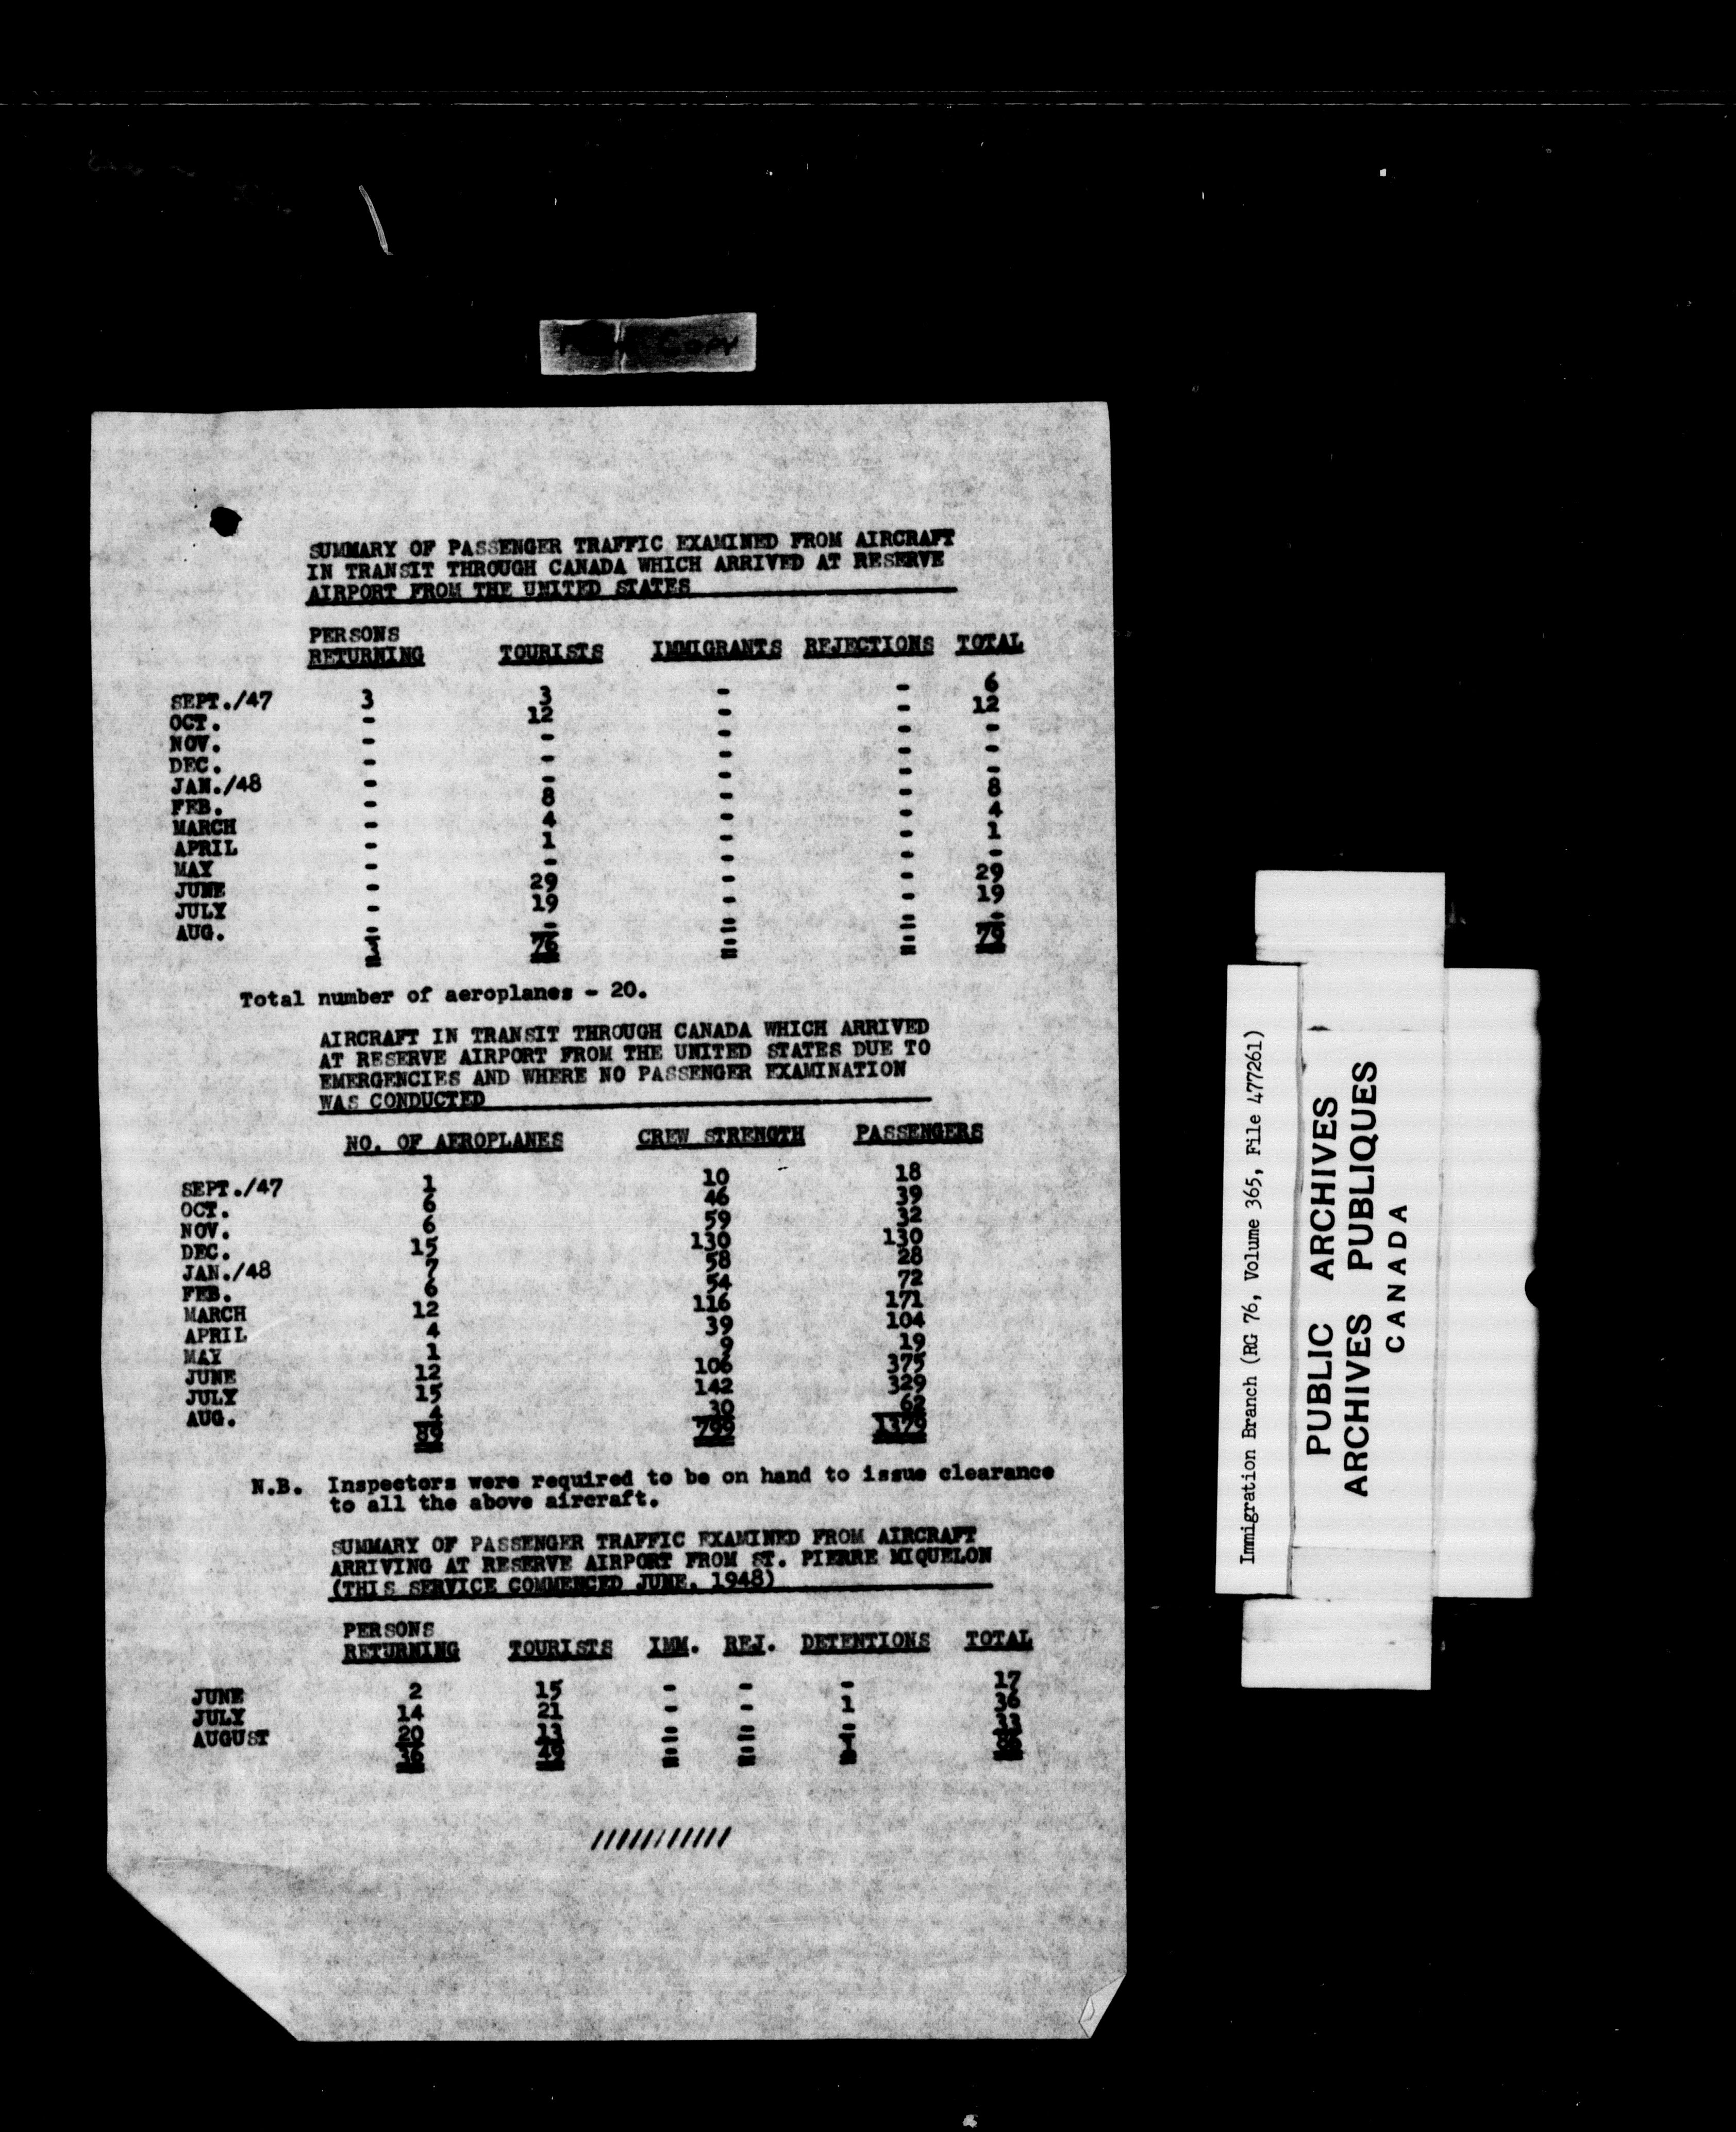 Copy
SUMMARY OF PASSENGER TRAFFIC EXAMINED FROM AIRCRAFT
IN TRANSIT THROUGH CANADA WHICH ARRIVED AT RESERVE
AIRPORT FROM THE UNITED STATES
PERSONS
RETURNING TOURISTS IMMIGRANTS REJECTIONS TOTAL
SEPT./47 3 3 - - 6
OCT. - 12 - - 12
NOV. - - - - -
DEC. - - - - -
JAN./48 - - - - -
FEB. - 8 - - 8
MARCH - 4 - - 4
APRIL - 1 - - 1
MAY - - - - -
JUNE - 29 - - 29
JULY - 19 - - 19
AUG. - - - - -
3 76 - - 79
Total number of aeroplanes - 20.
AIRCRAFT IN TRANSIT THROUGH CANADA WHICH ARRIVED
AT RESERVE AIRPORT FROM THE UNITED STATES DUE TO
EMERGENCIES AND WHERE NO PASSENGER EXAMINATION
WAS CONDUCTED
NO. OF AEROPLANES CREW STRENGTH PASSENGERS
SEPT./47 1 10 18
OCT. 6 46 39
NOV. 6 59 32
DEC. 15 130 130
JAN./48 7 58 28
FEB. 6 54 72
MARCH 12 116 171
APRIL 4 39 104
MAY 1 9 19
JUNE 12 106 375
JULY 15 142 329
AUG. 4 30 62
89 799 1379
N.B. Inspectors were required to be on hand to issue clearance
to all the above aircraft.
SUMMARY OF PASSENGER TRAFFIC EXAMINED FROM AIRCRAFT
ARRIVING AT RESERVE AIRPORT FROM ST. PIERRE MIQUELON
(THIS SERVICE COMMENCED JUNE, 1948)
PERSONS
RETURNING TOURISTS IMM. REJ. DETENTIONS TOTAL
JUNE 2 15 - - - 17
JULY 14 21 - - 1 36
AUGUST 20 13 - - -
36 49 - - 1
///////////
Immigration Branch (RG 76, Volume 365, File 477261)
PUBLIC ARCHIVES
ARCHIVES PUBLIQUES
CANADA